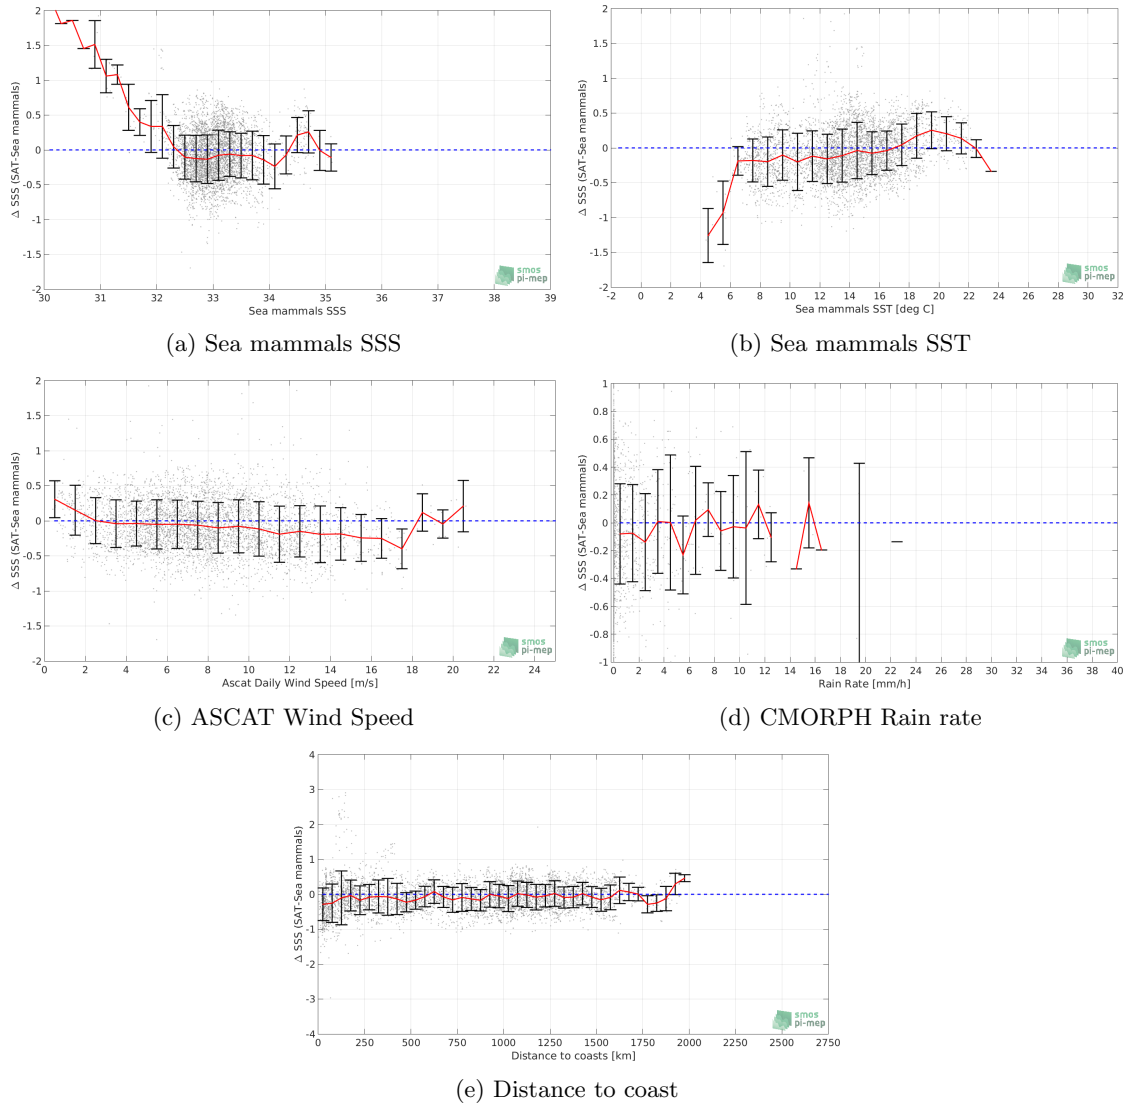 2
1.5
1
0.5
0
-0.5
-1
-1.5
-2
Δ SSS (SAT-Sea mammals)
30 31 32 33 34 35 36 37 38 39
Sea mammals SSS
smos
pi-mep
(a) Sea mammals SSS
2
1.5
1
0.5
0
-0.5
-1
-1.5
-2
Δ SSS (SAT-Sea mammals)
-2 0 2 4 6 8 10 12 14 16 18 20 22 24 26 28 30 32
Sea mammals SST [deg C]
smos
pi-mep
(b) Sea mammals SST
2
1.5
1
0.5
0
-0.5
-1
-1.5
-2
Δ SSS (SAT-Sea mammals)
0 2 4 6 8 10 12 14 16 18 20 22 24
Ascat Daily Wind Speed [m/s]
smos
pi-mep
(c) ASCAT Wind Speed
1
0.8
0.6
0.4
0.2
0
-0.2
-0.4
-0.6
-0.8
-1
Δ SSS (SAT-Sea mammals)
0 2 4 6 8 10 12 14 16 18 20 22 24 26 28 30 32 34 36 38 40
Rain Rate [mm/h]
smos
pi-mep
(d) CMORPH Rain rate
4
3
2
1
0
-1
-2
-3
-4
Δ SSS (SAT-Sea mammals)
0 250 500 750 1000 1250 1500 1750 2000 2250 2500 2750
Distance to coasts [km]
smos
pi-mep
(e) Distance to coast